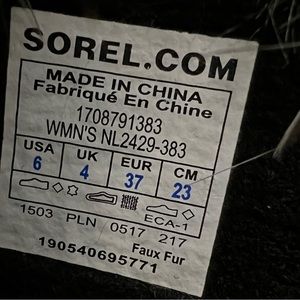 SOREL.COM
MADE IN CHINA
Fabriqué En Chine
1708791383
WMN'S NL2429-383
USA UK EUR CM
6 4 37 23
ECA-1
1503 PLN 0517 217
Faux Fur
190540695771